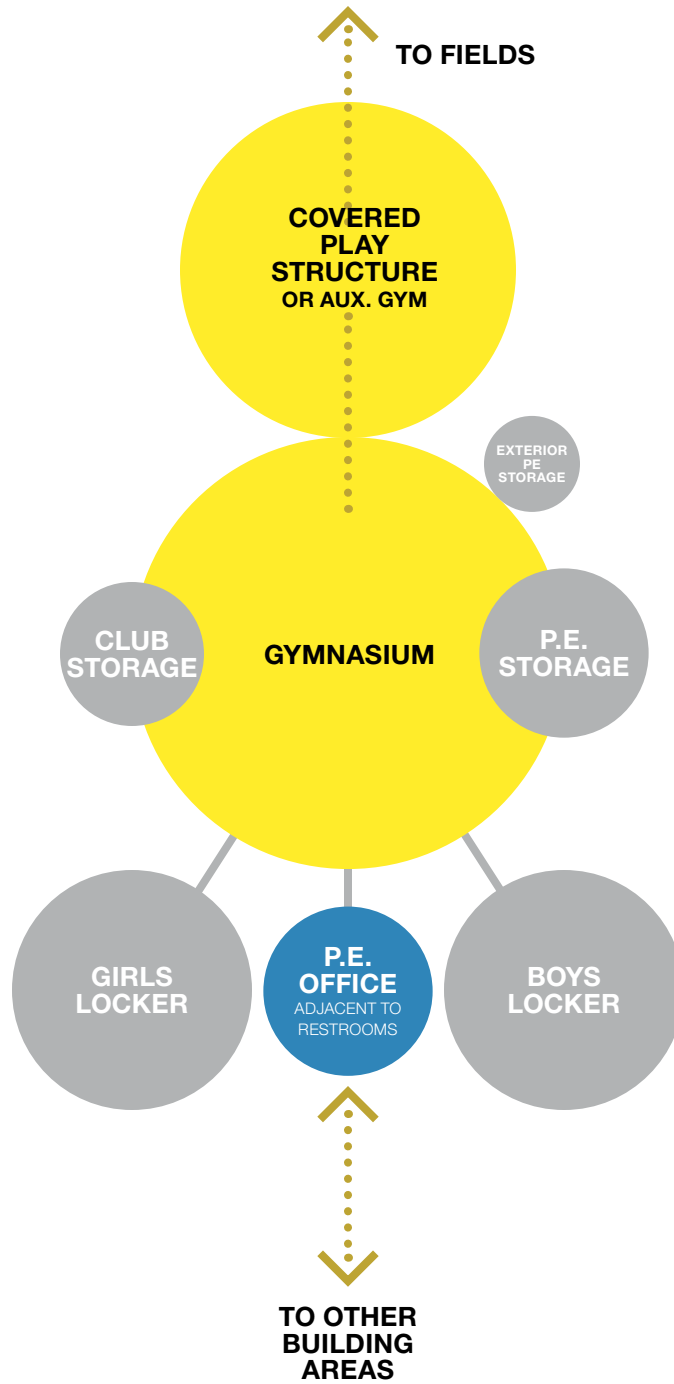 TO FIELDS
COVERED
PLAY
STRUCTURE
OR AUX. GYM
EXTERIOR
PE
STORAGE
CLUB
STORAGE
GYMNASIUM
P.E.
STORAGE
GIRLS
LOCKER
P.E.
OFFICE
ADJACENT TO
RESTROOMS
BOYS
LOCKER
TO OTHER
BUILDING
AREAS